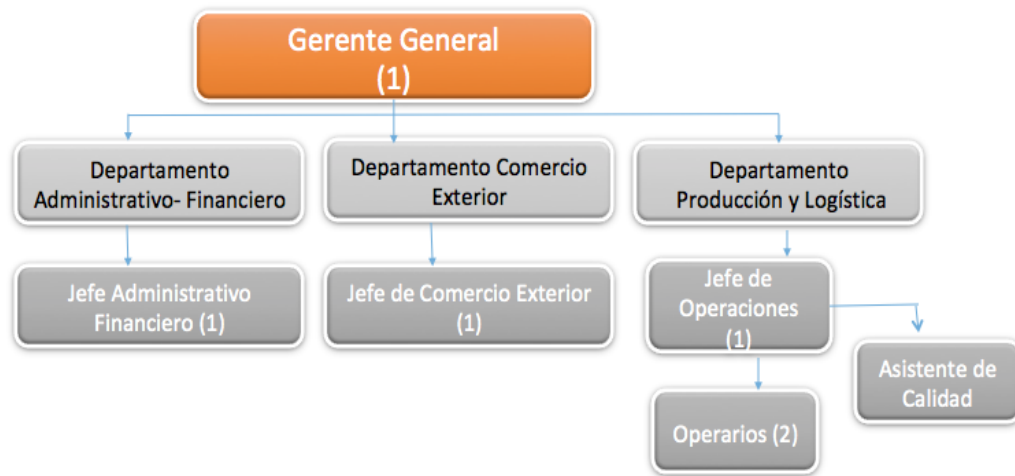 Gerente General
(1)
Departamento
Administrativo- Financiero
Departamento Comercio
Exterior
Departamento
Producción y Logística
Jefe Administrativo
Financiero (1)
Jefe de Comercio Exterior
(1)
Jefe de
Operaciones
(1)
Asistente de
Calidad
Operarios (2)